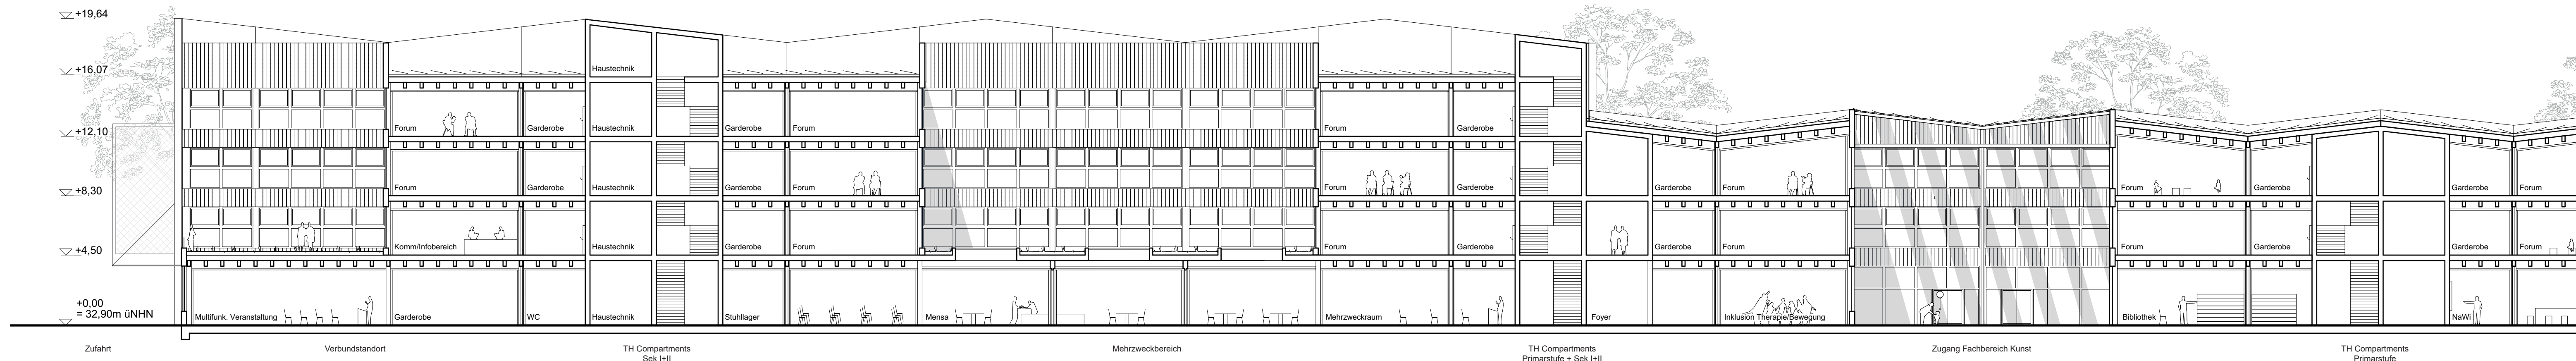 +19,64
+16,07
Haustechnik
+12,10
Forum
Garderobe
Haustechnik
Garderobe
Forum
Forum
Garderobe
+8,30
Forum
Garderobe
Haustechnik
Garderobe
Forum
Forum
Garderobe
Garderobe
Forum
Forum
Garderobe
Garderobe
Forum
+4,50
Komm/Infobereich
Haustechnik
Garderobe
Forum
Forum
Garderobe
Garderobe
Forum
Forum
Garderobe
Garderobe
Forum
+0,00
= 32,90m üNHN
Multifunk. Veranstaltung
Garderobe
WC
Haustechnik
Stuhllager
Mensa
Mehrzweckraum
Foyer
Inklusion Therapie/Bewegung
Bibliothek
NaWi
Zufahrt
Verbundstandort
TH Compartments
Sek I+II
Mehrzweckbereich
TH Compartments
Primarstufe + Sek I+II
Zugang Fachbereich Kunst
TH Compartments
Primarstufe